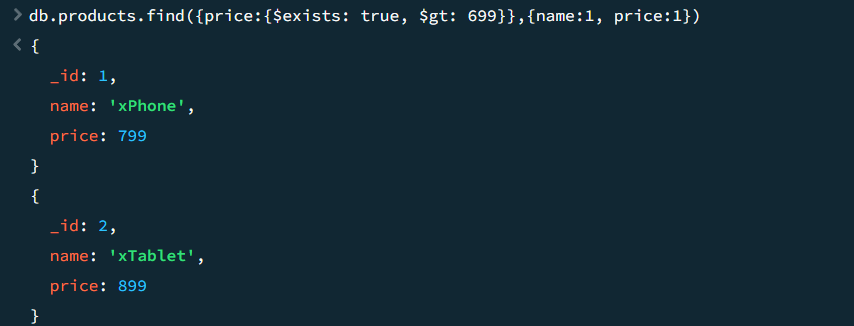 > db.products.find({price:{$exists: true, $gt: 699}},{name:1, price:1})
< {
_id: 1,
name: 'xPhone',
price: 799
}
{
_id: 2,
name: 'xTablet',
price: 899
}